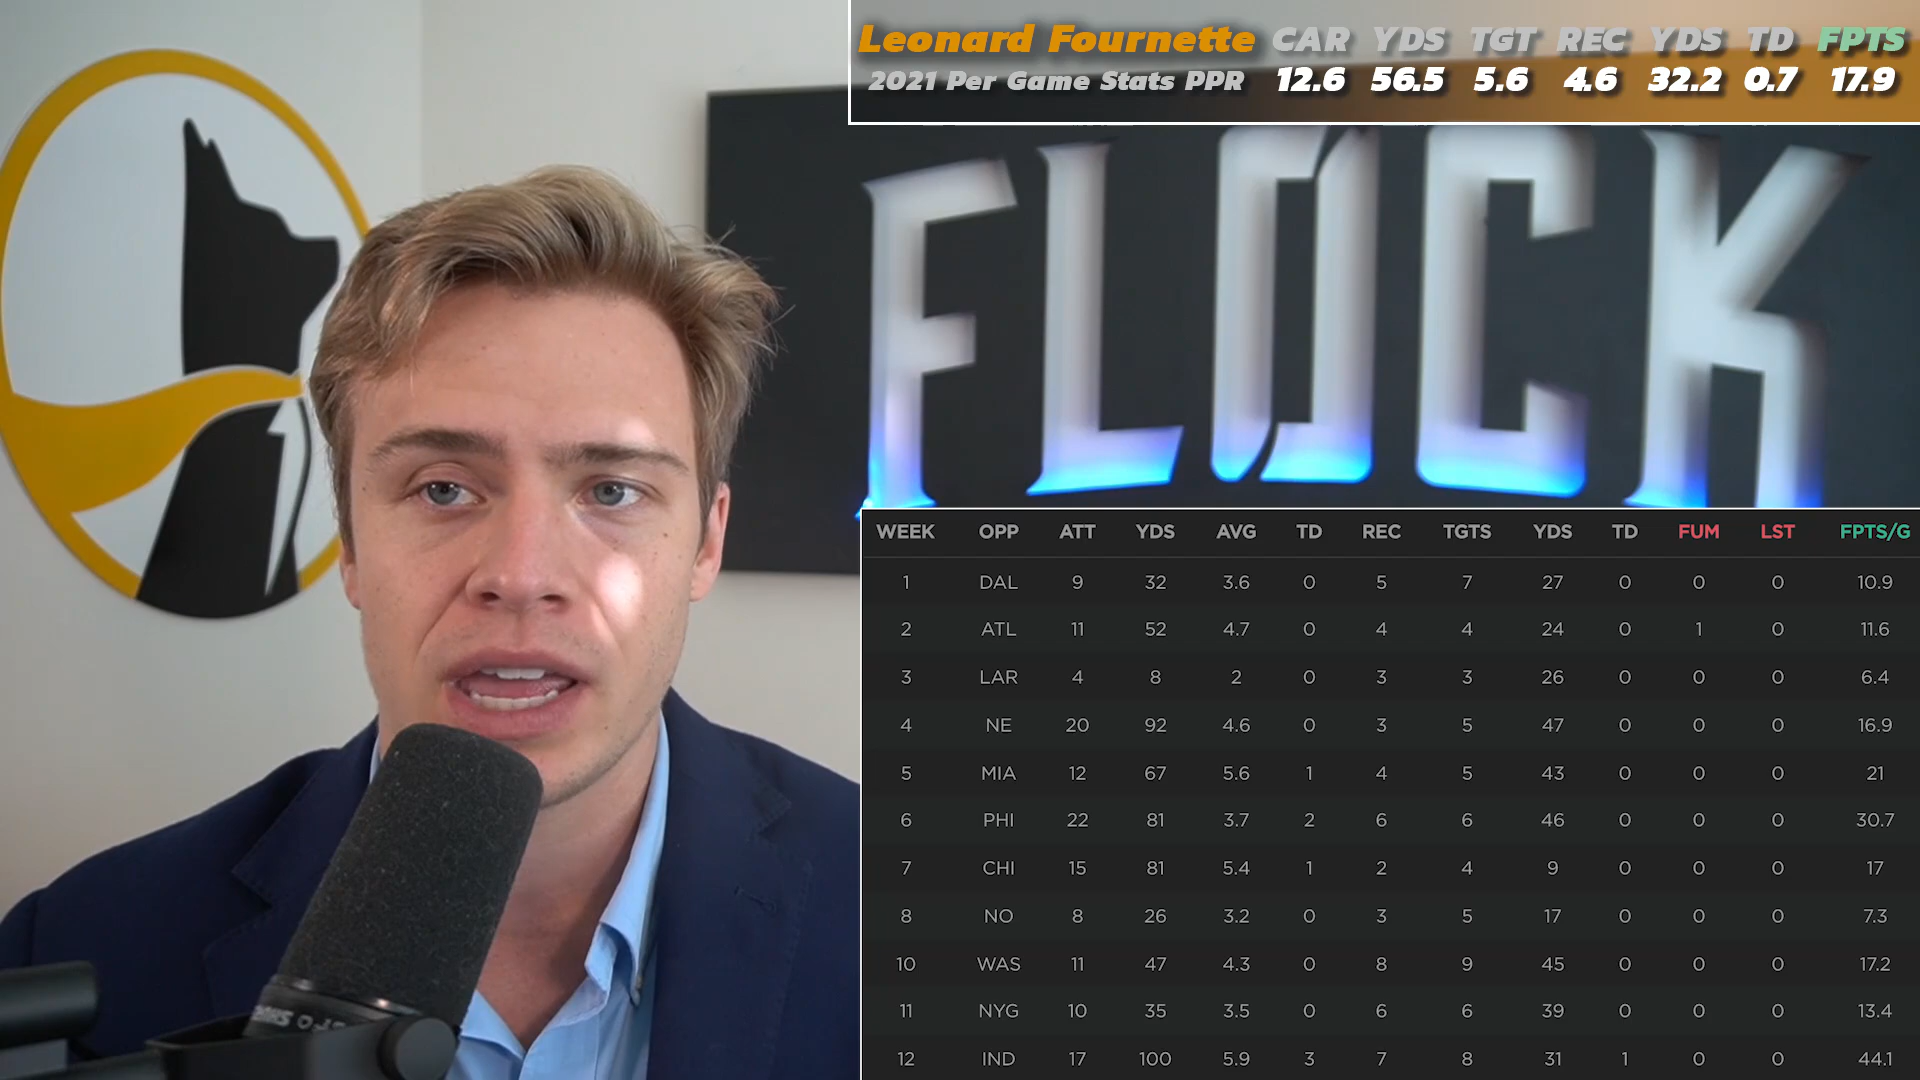 Leonard Fournette CAR YDS TGT REC YDS TD FPTS
2021 Per Game Stats PPR 12.6 56.5 5.6 4.6 32.2 0.7 17.9
FLOCK
WEEK OPP ATT YDS AVG TD REC TGTS YDS TD FUM LST FPTS/G
1 DAL 9 32 3.6 0 5 7 27 0 0 0 10.9
2 ATL 11 52 4.7 0 4 4 24 0 1 0 11.6
3 LAR 4 8 2 0 3 3 26 0 0 0 6.4
4 NE 20 92 4.6 0 3 5 47 0 0 0 16.9
5 MIA 12 67 5.6 1 4 5 43 0 0 0 21
6 PHI 22 81 3.7 2 6 6 46 0 0 0 30.7
7 CHI 15 81 5.4 1 2 4 9 0 0 0 17
8 NO 8 26 3.2 0 3 5 17 0 0 0 7.3
10 WAS 11 47 4.3 0 8 9 45 0 0 0 17.2
11 NYG 10 35 3.5 0 6 6 39 0 0 0 13.4
12 IND 17 100 5.9 3 7 8 31 1 0 0 44.1